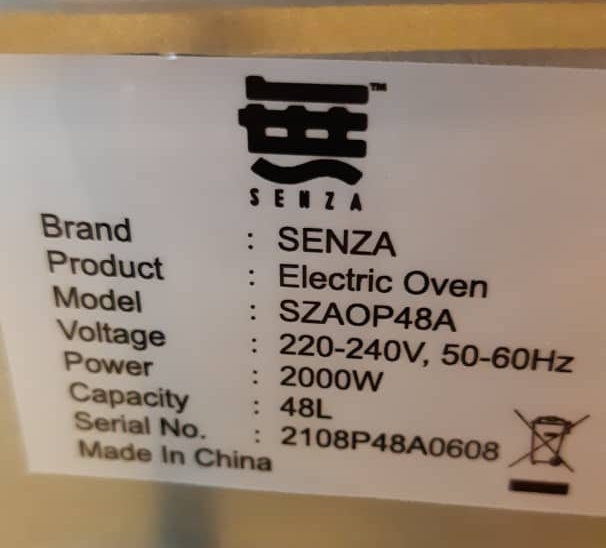 TM
SENZA
Brand : SENZA
Product : Electric Oven
Model : SZAOP48A
Voltage : 220-240V, 50-60Hz
Power : 2000W
Capacity : 48L
Serial No. : 2108P48A0608
Made In China